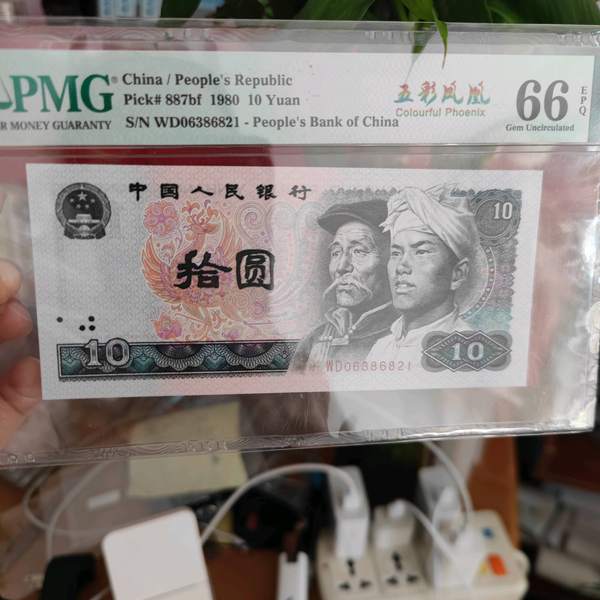 PMG
China / People's Republic
Pick# 887bf 1980 10 Yuan
S/N WD06386821 - People's Bank of China
R MONEY GUARANTY
五彩凤凰
Colourful Phoenix
66
EPQ
Gem Uncirculated
中国人民银行
10
拾圆
10
WD06386821
10